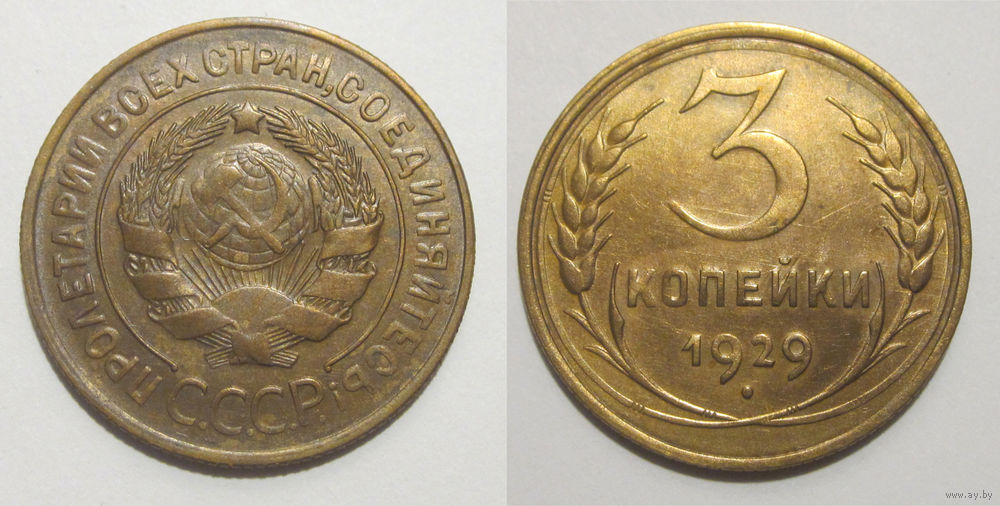 ПРОЛЕТАРИИ ВСЕХ СТРАН, СОЕДИНЯЙТЕСЬ!
С.С.С.Р.
3
КОПЕЙКИ
1929
www.ay.by